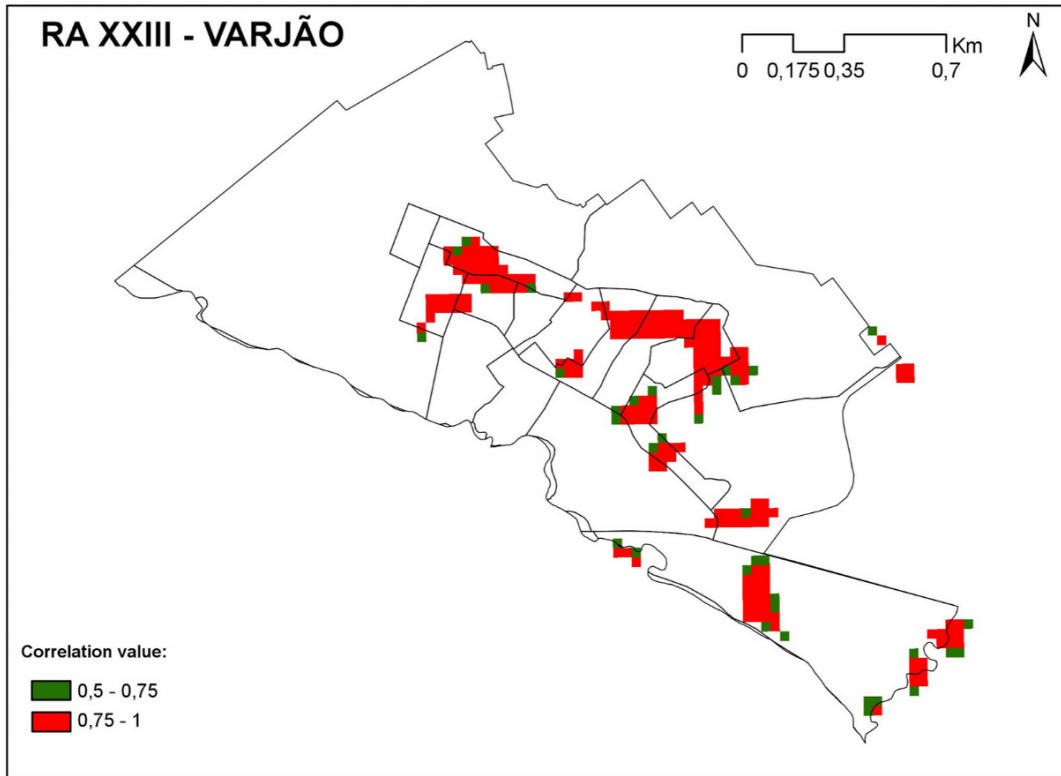 RA XXIII - VARJÃO
N
Km
0 0,175 0,35 0,7
Correlation value:
0,5 - 0,75
0,75 - 1